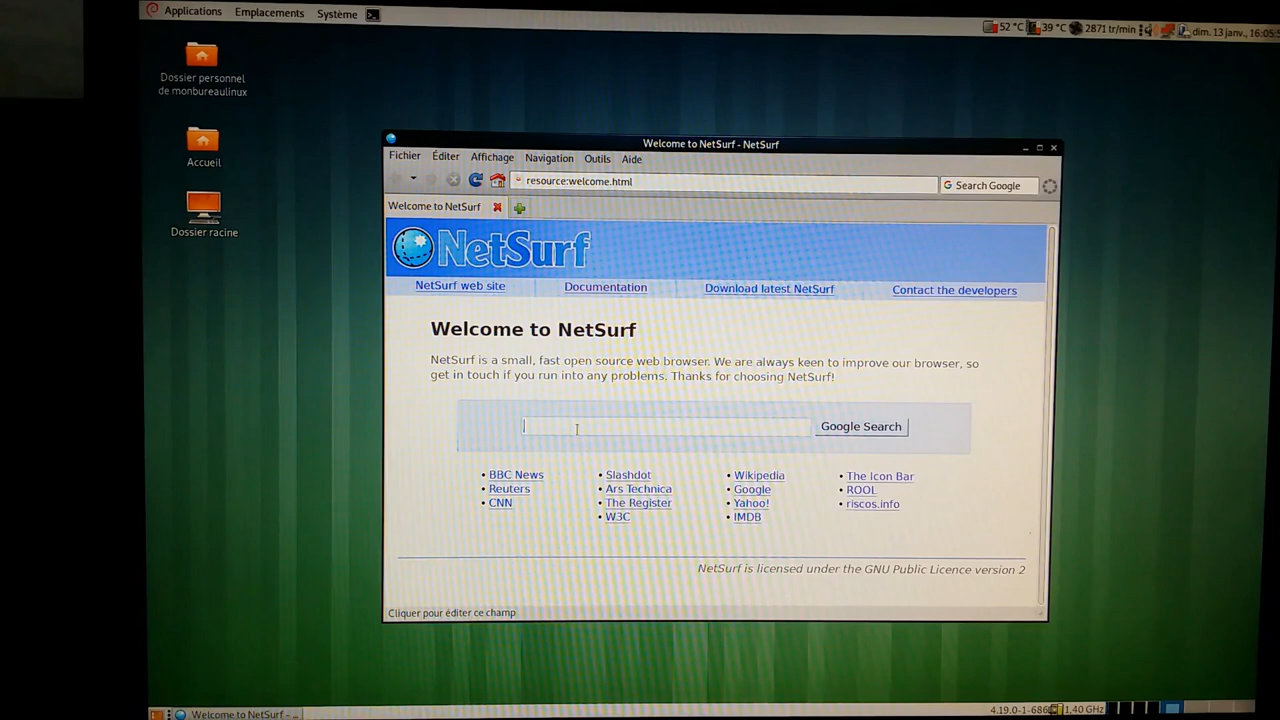 Applications Emplacements Système
52 °C 39 °C 2871 tr/min dim. 13 janv., 16:05:
Dossier personnel
de monbureaulinux
Accueil
Dossier racine
Welcome to NetSurf - NetSurf
Fichier Éditer Affichage Navigation Outils Aide
resource:welcome.html
G Search Google
Welcome to NetSurf
NetSurf
NetSurf web site Documentation Download latest NetSurf Contact the developers
Welcome to NetSurf
NetSurf is a small, fast open source web browser. We are always keen to improve our browser, so
get in touch if you run into any problems. Thanks for choosing NetSurf!
Google Search
• BBC News • Slashdot • Wikipedia • The Icon Bar
• Reuters • Ars Technica • Google • ROOL
• CNN • The Register • Yahoo! • riscos.info
• W3C • IMDB
NetSurf is licensed under the GNU Public Licence version 2
Cliquer pour éditer ce champ
Welcome to NetSurf - ... 4.19.0-1-686 1,40 GHz